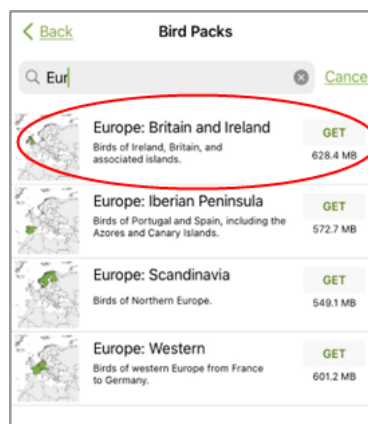 Back
Bird Packs
Eur
Cance
Europe: Britain and Ireland
GET
Birds of Ireland, Britain, and
associated islands.
628.4 MB
Europe: Iberian Peninsula
GET
Birds of Portugal and Spain, including the
Azores and Canary Islands.
572.7 MB
Europe: Scandinavia
GET
Birds of Northern Europe.
549.1 MB
Europe: Western
GET
Birds of western Europe from France
to Germany.
601.2 MB